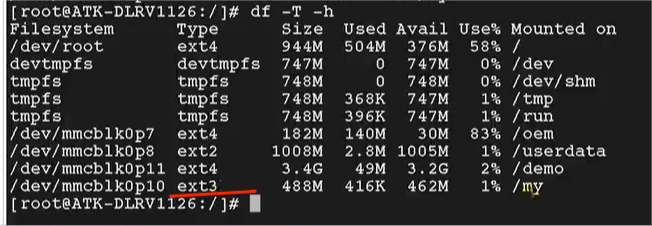 [root@ATK-DLRV1126:/]# df -T -h
Filesystem Type Size Used Avail Use% Mounted on
/dev/root ext4 944M 504M 376M 58% /
devtmpfs devtmpfs 747M 0 747M 0% /dev
tmpfs tmpfs 748M 0 748M 0% /dev/shm
tmpfs tmpfs 748M 368K 747M 1% /tmp
tmpfs tmpfs 748M 396K 747M 1% /run
/dev/mmcblk0p7 ext4 182M 140M 30M 83% /oem
/dev/mmcblk0p8 ext2 1008M 2.8M 1005M 1% /userdata
/dev/mmcblk0p11 ext4 3.4G 49M 3.2G 2% /demo
/dev/mmcblk0p10 ext3 488M 416K 462M 1% /my
[root@ATK-DLRV1126:/]#